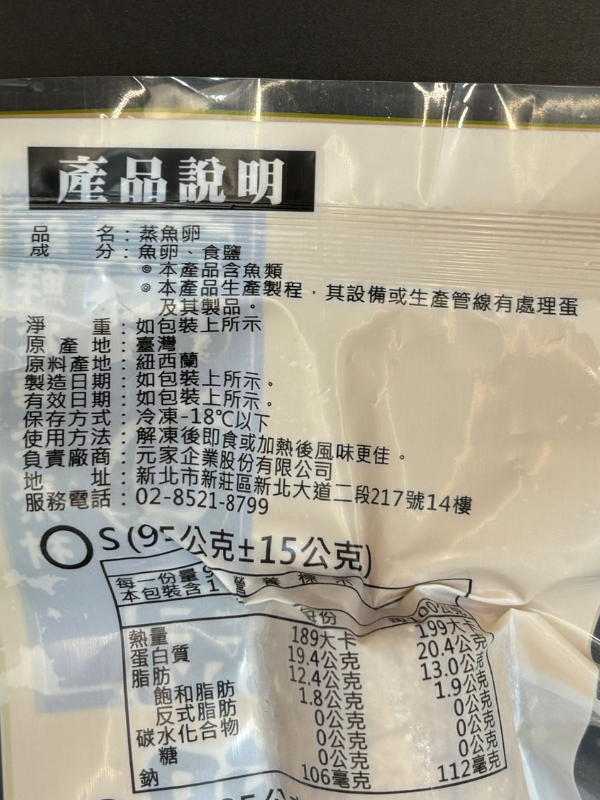 產品說明
品名：蒸魚卵
成分：魚卵、食鹽
◎本產品含魚類
◎本產品生產製程，其設備或生產管線有處理蛋
及其製品。
淨重：如包裝上所示
原產地：臺灣
原料產地：紐西蘭
製造日期：如包裝上所示。
有效日期：如包裝上所示。
保存方式：冷凍-18℃以下
使用方法：解凍後即食或加熱後風味更佳。
負責廠商：元家企業股份有限公司
地址：新北市新莊區新北大道二段217號14樓
服務電話：02-8521-8799
S(95公克±15公克)
每一份量9
本包裝含1
熱量 189大卡 199大卡
蛋白質 19.4公克 20.4公克
脂肪 12.4公克 13.0公克
飽和脂肪 1.8公克 1.9公克
反式脂肪 0公克 0公克
碳水化合物 0公克 0公克
糖 0公克 0公克
鈉 106毫克 112毫克